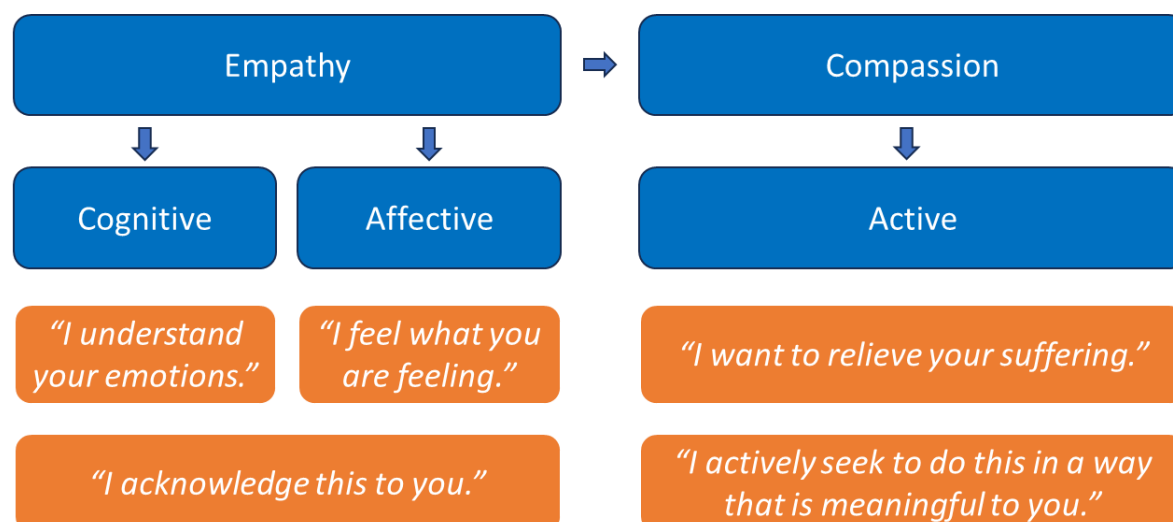 Empathy
Compassion
Cognitive
Affective
Active
“I understand
your emotions.”
“I feel what you
are feeling.”
“I want to relieve your suffering.”
“I acknowledge this to you.”
“I actively seek to do this in a way
that is meaningful to you.”